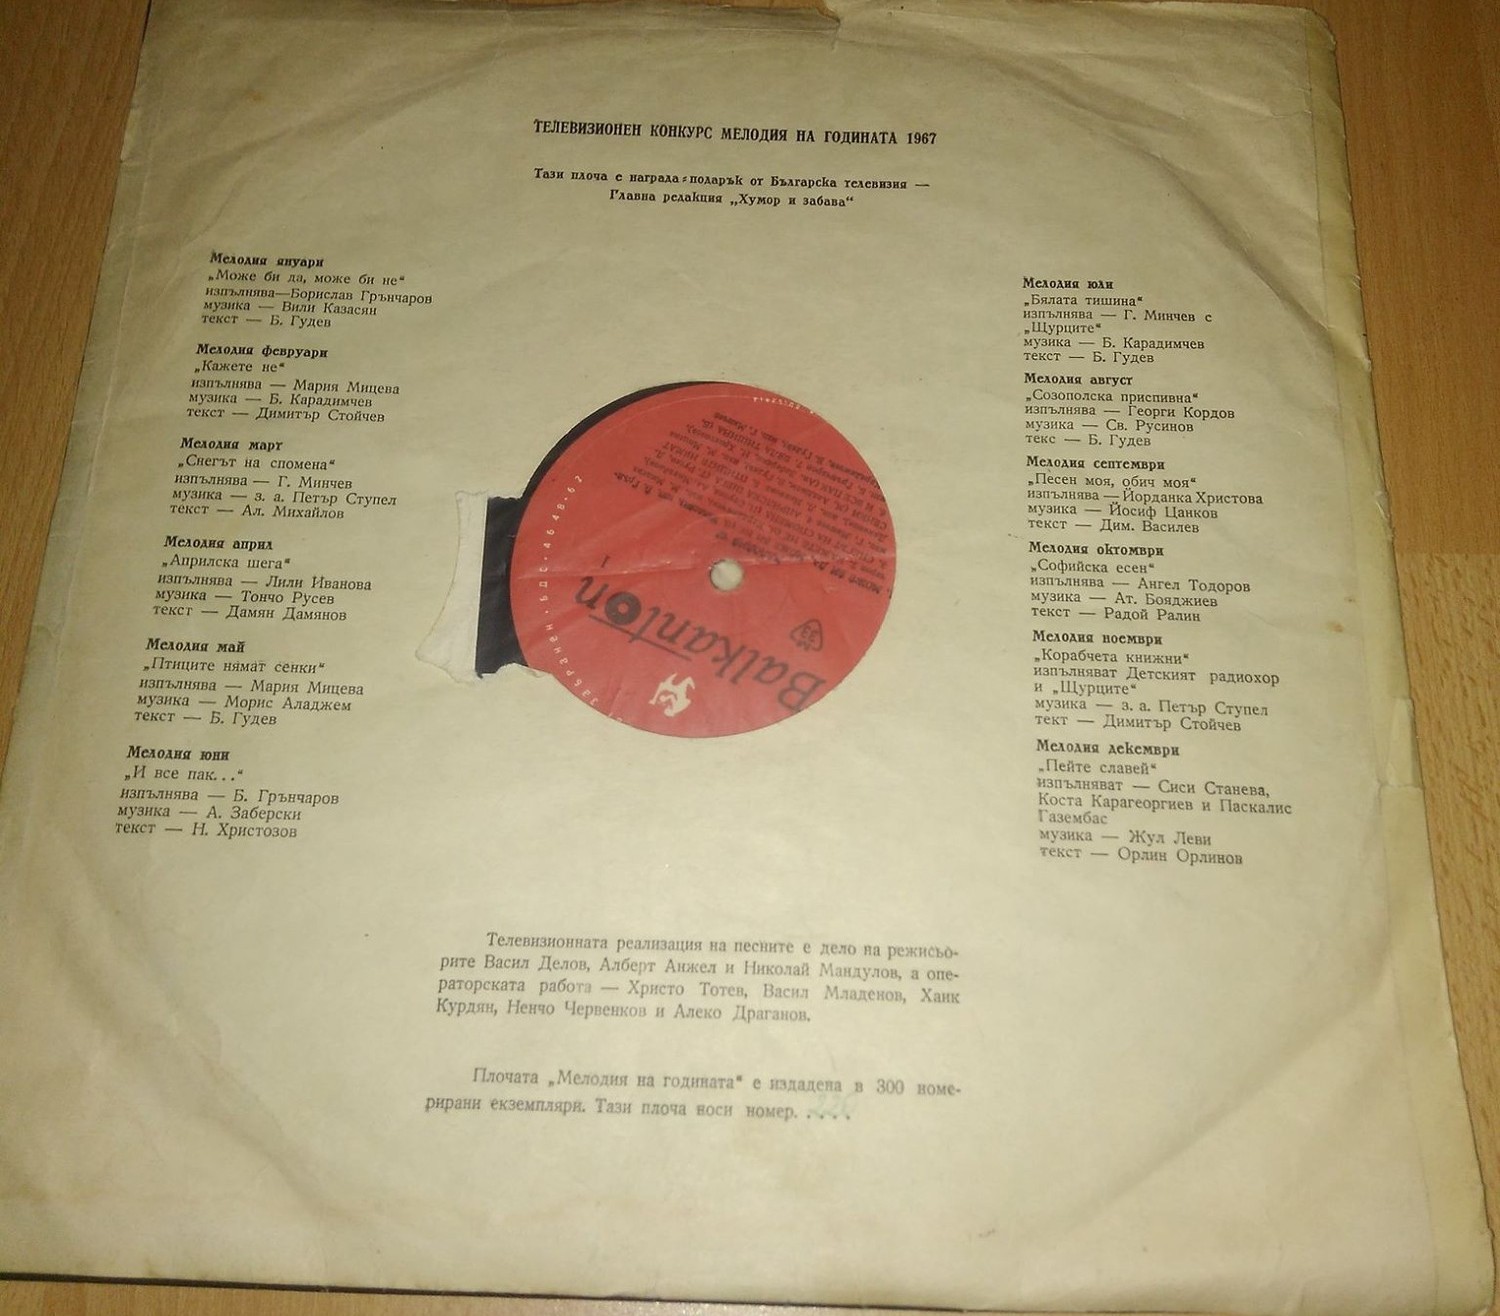 ТЕЛЕВИЗИОНЕН КОНКУРС МЕЛОДИЯ НА ГОДИНАТА 1967
Тази плоча е награда-подарък от Българска телевизия —
Главна редакция „Хумор и забава“
Мелодия януари
„Може би да, може би не“
изпълнява—Борислав Грънчаров
музика — Вили Казасян
текст — Б. Гудев
Мелодия февруари
„Кажете не“
изпълнява — Мария Мицева
музика — Б. Карадимчев
текст — Димитър Стойчев
Мелодия март
„Снегът на спомена“
изпълнява — Г. Минчев
музика — з. а. Петър Ступел
текст — Ал. Михайлов
Мелодия април
„Априлска шега“
изпълнява — Лили Иванова
музика — Тончо Русев
текст — Дамян Дамянов
Мелодия май
„Птиците нямат сенки“
изпълнява — Мария Мицева
музика — Морис Аладжем
текст — Б. Гудев
Мелодия юни
„И все пак...“
изпълнява — Б. Грънчаров
музика — А. Заберски
текст — Н. Христозов
Мелодия юли
„Бялата тишина“
изпълнява — Г. Минчев с
„Щурците“
музика — Б. Карадимчев
текст — Б. Гудев
Мелодия август
„Созополска приспивна“
изпълнява — Георги Кордов
музика — Св. Русинов
текс — Б. Гудев
Мелодия септември
„Песен моя, обич моя“
изпълнява — Йорданка Христова
музика — Йосиф Цанков
текст — Дим. Василев
Мелодия октомври
„Софийска есен“
изпълнява — Ангел Тодоров
музика — Ат. Бояджиев
текст — Радой Ралин
Мелодия ноември
„Корабчета книжни“
изпълняват Детският радиохор
и „Щурците“
музика — з. а. Петър Ступел
тект — Димитър Стойчев
Мелодия декември
„Пейте славей“
изпълняват — Сиси Станева,
Коста Карагеоргиев и Паскалис
Газембас
музика — Жул Леви
текст — Орлин Орлинов
Balkanton
33
I
БДС · 4648-62
Телевизионната реализация на песните е дело на режисьо-
рите Васил Делов, Алберт Анжел и Николай Мандулов, а опе-
раторската работа — Христо Тотев, Васил Младенов, Ханк
Курдян, Ненчо Червенков и Алеко Драганов.
Плочата „Мелодия на годината“ е издадена в 300 номе-
рирани екземпляри. Тази плоча носи номер. . . . .